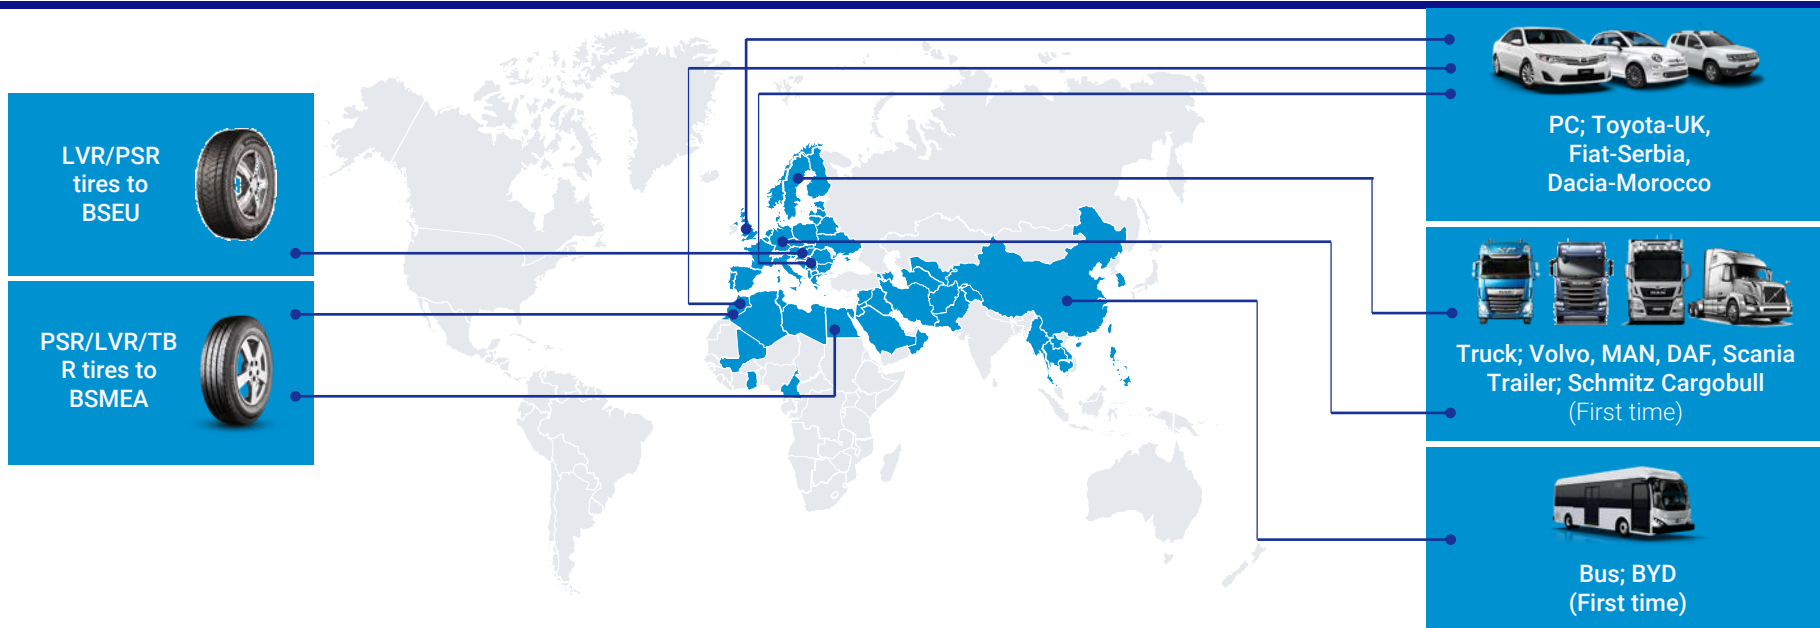 LVR/PSR
tires to
BSEU
PSR/LVR/TB
R tires to
BSMEA
PC; Toyota-UK,
Fiat-Serbia,
Dacia-Morocco
Truck; Volvo, MAN, DAF, Scania
Trailer; Schmitz Cargobull
(First time)
Bus; BYD
(First time)